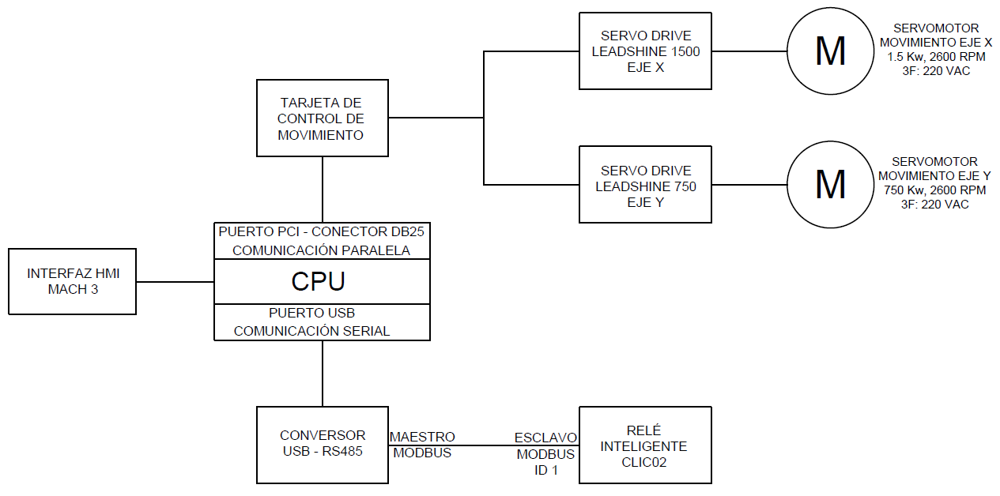 SERVO DRIVE
LEADSHINE 1500
EJE X
M
SERVOMOTOR
MOVIMIENTO EJE X
1.5 Kw, 2600 RPM
3F: 220 VAC
TARJETA DE
CONTROL DE
MOVIMIENTO
SERVO DRIVE
LEADSHINE 750
EJE Y
M
SERVOMOTOR
MOVIMIENTO EJE Y
750 Kw, 2600 RPM
3F: 220 VAC
PUERTO PCI - CONECTOR DB25
COMUNICACIÓN PARALELA
INTERFAZ HMI
MACH 3
CPU
PUERTO USB
COMUNICACIÓN SERIAL
CONVERSOR
USB - RS485
MAESTRO
MODBUS
ESCLAVO
MODBUS
ID 1
RELÉ
INTELIGENTE
CLIC02